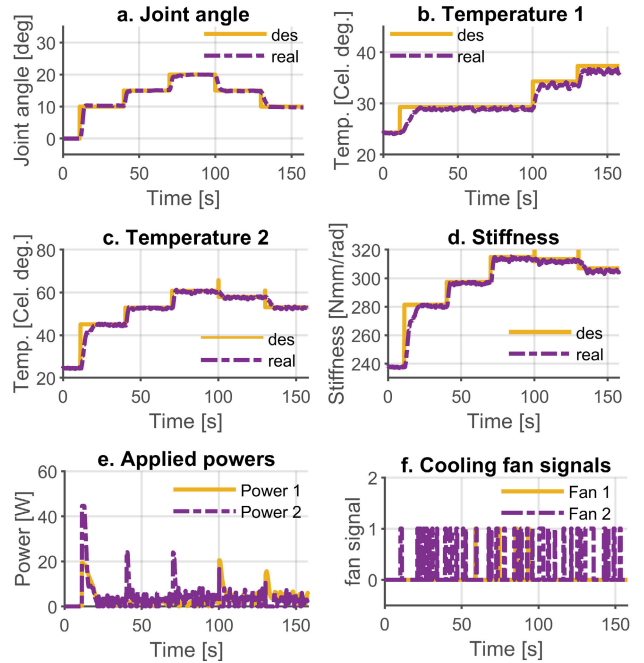 a. Joint angle
Joint angle [deg]
30
20
10
0
des
real
0
50
100
150
Time [s]
b. Temperature 1
Temp. [Cel. deg.]
40
30
20
des
real
0
50
100
150
Time [s]
c. Temperature 2
Temp. [Cel. deg.]
80
60
40
20
des
real
0
50
100
150
Time [s]
d. Stiffness
Stiffness [Nmm/rad]
320
300
280
260
240
des
real
0
50
100
150
Time [s]
e. Applied powers
Power [W]
60
40
20
0
Power 1
Power 2
0
50
100
150
Time [s]
f. Cooling fan signals
fan signal
2
1
0
Fan 1
Fan 2
0
50
100
150
Time [s]